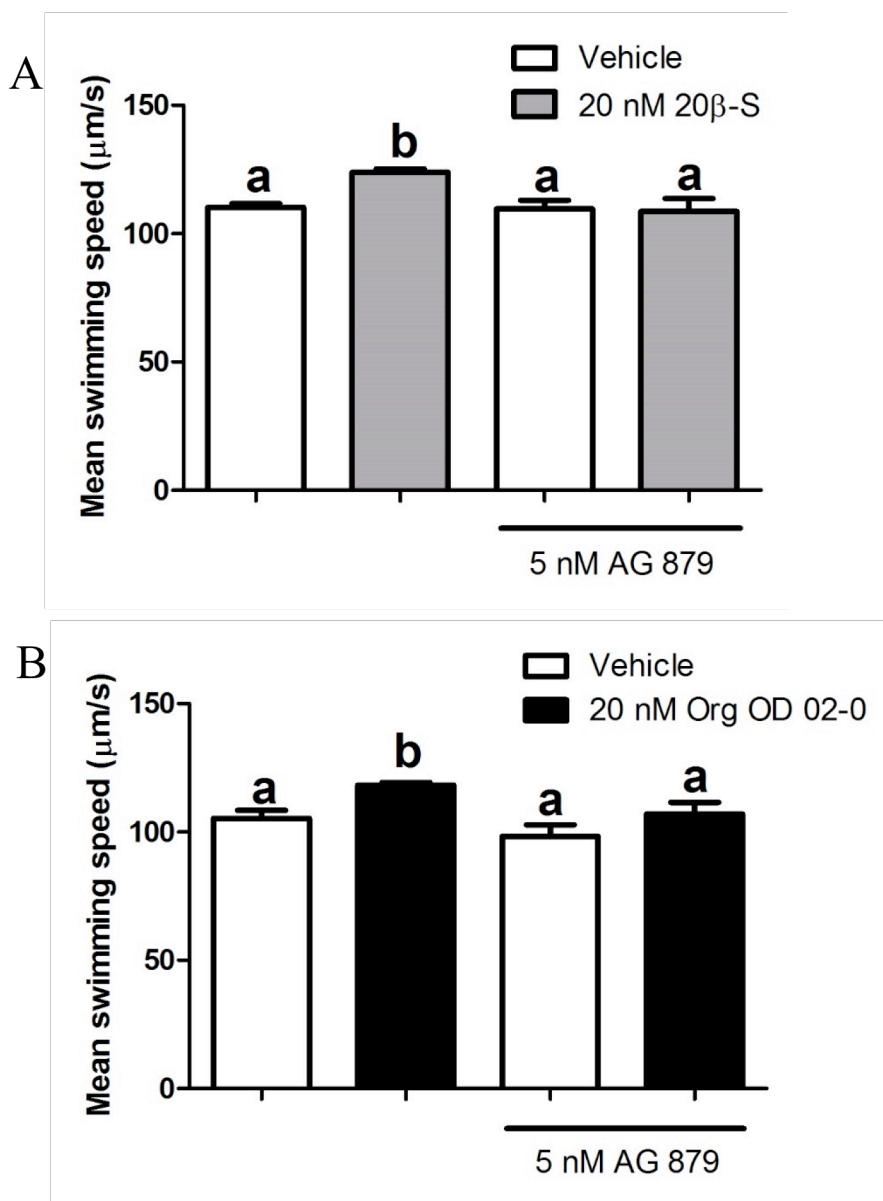 A
Vehicle
20 nM 20β-S
Mean swimming speed (μm/s)
150
100
50
0
a
b
a
a
5 nM AG 879
B
Vehicle
20 nM Org OD 02-0
Mean swimming speed (μm/s)
150
100
50
0
a
b
a
a
5 nM AG 879